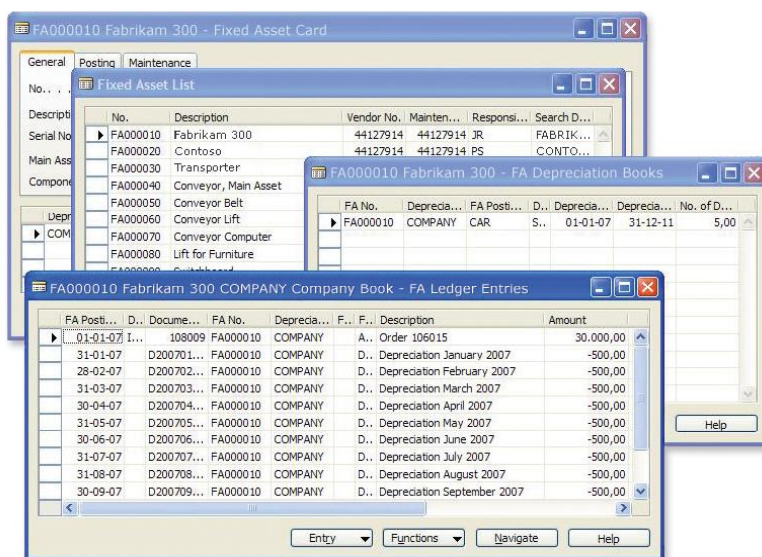 FA000010 Fabrikam 300 - Fixed Asset Card
General Posting Maintenance
No. . .
Descripti
Serial No
Main Ass
Compone
Depr
COM
Fixed Asset List
No. Description Vendor No. Mainten... Responsi... Search D...
FA000010 Fabrikam 300 44127914 44127914 JR FABRIK...
FA000020 Contoso 44127914 44127914 PS CONTO...
FA000030 Transporter
FA000040 Conveyor, Main Asset
FA000050 Conveyor Belt
FA000060 Conveyor Lift
FA000070 Conveyor Computer
FA000080 Lift for Furniture
FA000010 Fabrikam 300 - FA Depreciation Books
FA No. Deprecia... FA Posti... D.. Deprecia... Deprecia... No. of D...
FA000010 COMPANY CAR S.. 01-01-07 31-12-11 5,00
Help
FA000010 Fabrikam 300 COMPANY Company Book - FA Ledger Entries
FA Posti... D.. Docume... FA No. Deprecia... F.. F.. Description Amount
01-01-07 I... 108009 FA000010 COMPANY A.. Order 106015 30.000,00
31-01-07 D200701... FA000010 COMPANY D.. Depreciation January 2007 -500,00
28-02-07 D200702... FA000010 COMPANY D.. Depreciation February 2007 -500,00
31-03-07 D200703... FA000010 COMPANY D.. Depreciation March 2007 -500,00
30-04-07 D200704... FA000010 COMPANY D.. Depreciation April 2007 -500,00
31-05-07 D200705... FA000010 COMPANY D.. Depreciation May 2007 -500,00
30-06-07 D200706... FA000010 COMPANY D.. Depreciation June 2007 -500,00
31-07-07 D200707... FA000010 COMPANY D.. Depreciation July 2007 -500,00
31-08-07 D200708... FA000010 COMPANY D.. Depreciation August 2007 -500,00
30-09-07 D200709... FA000010 COMPANY D.. Depreciation September 2007 -500,00
Entry Functions Navigate Help